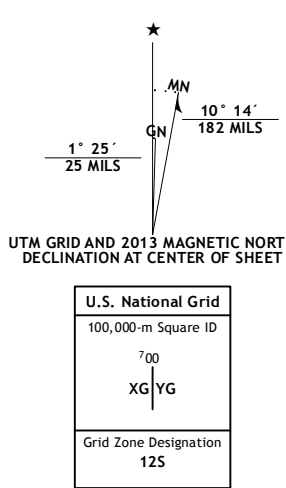 ★
MN
GN
10° 14´
182 MILS
1° 25´
25 MILS
UTM GRID AND 2013 MAGNETIC NORT
DECLINATION AT CENTER OF SHEET
U.S. National Grid
100,000-m Square ID
⁷00
XG YG
Grid Zone Designation
12S